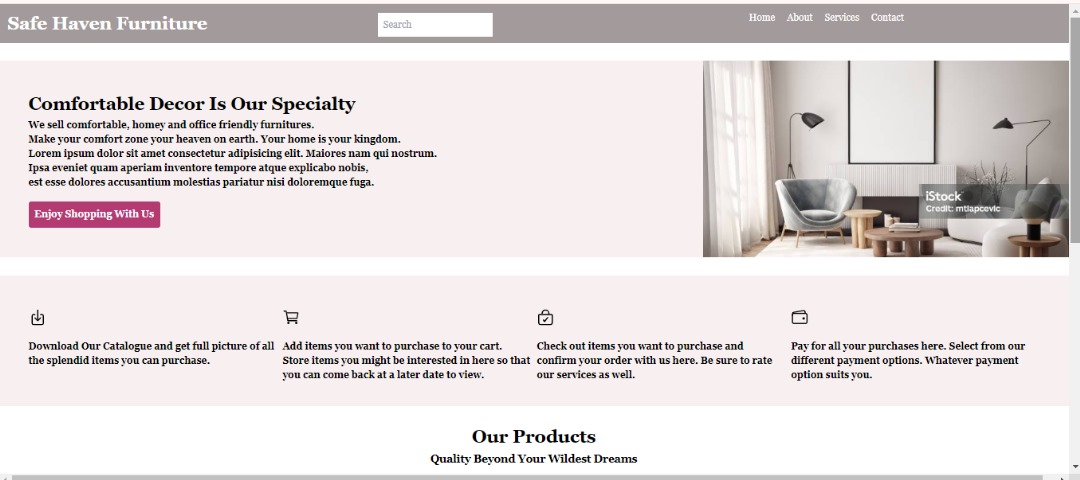 Safe Haven Furniture
Search
Home About Services Contact
Comfortable Decor Is Our Specialty
We sell comfortable, homey and office friendly furnitures.
Make your comfort zone your heaven on earth. Your home is your kingdom.
Lorem ipsum dolor sit amet consectetur adipisicing elit. Maiores nam qui nostrum.
Ipsa eveniet quam aperiam inventore tempore atque explicabo nobis,
est esse dolores accusantium molestias pariatur nisi doloremque fuga.
Enjoy Shopping With Us
iStock
Credit: mtlapcevic
Download Our Catalogue and get full picture of all
the splendid items you can purchase.
Add items you want to purchase to your cart.
Store items you might be interested in here so that
you can come back at a later date to view.
Check out items you want to purchase and
confirm your order with us here. Be sure to rate
our services as well.
Pay for all your purchases here. Select from our
different payment options. Whatever payment
option suits you.
Our Products
Quality Beyond Your Wildest Dreams